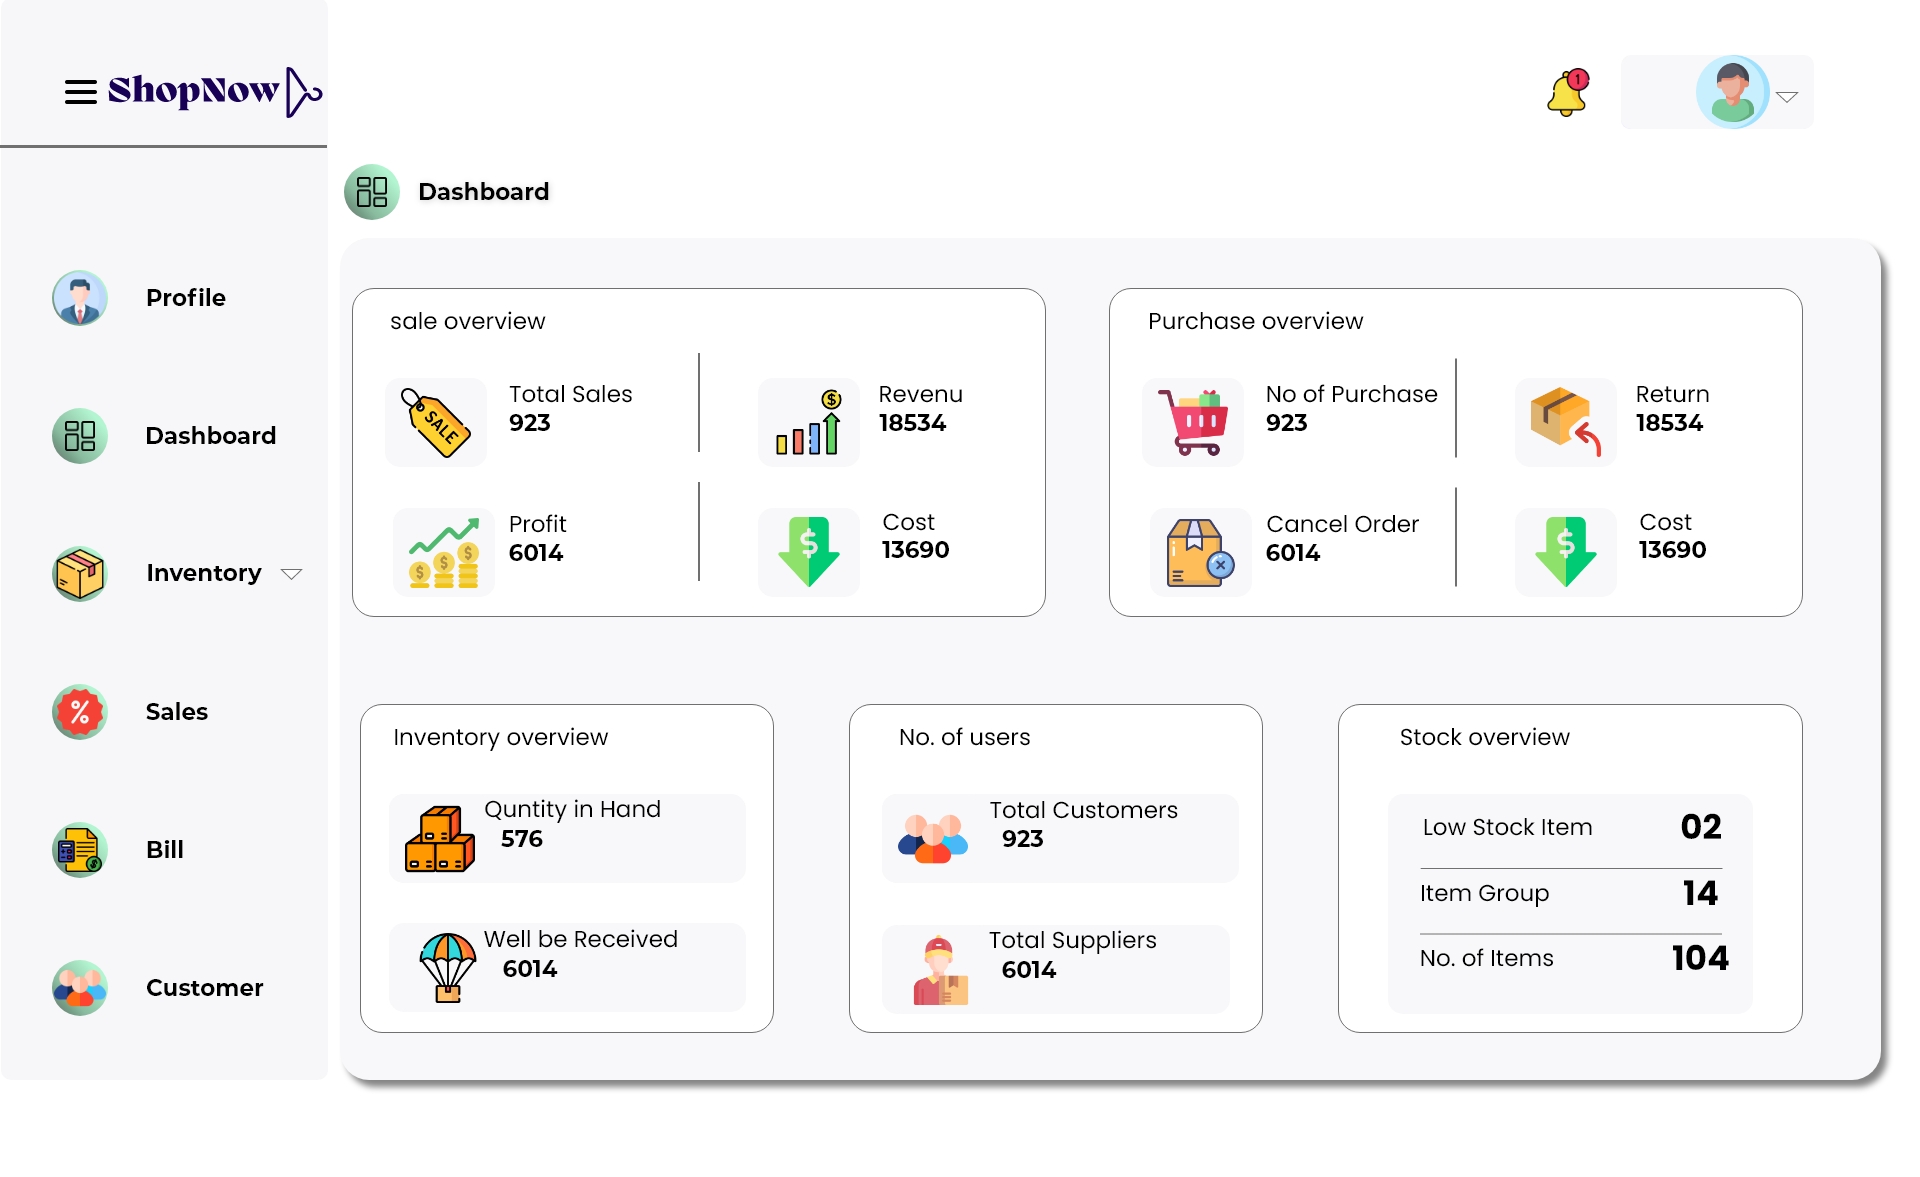 ShopNow
1
Dashboard
Profile
Dashboard
Inventory
Sales
Bill
Customer
sale overview
Total Sales
923
SALE
Revenu
18534
$
Profit
6014
$ $ $
Cost
13690
$
Purchase overview
No of Purchase
923
Return
18534
Cancel Order
6014
Cost
13690
$
Inventory overview
Quntity in Hand
576
Well be Received
6014
No. of users
Total Customers
923
Total Suppliers
6014
Stock overview
Low Stock Item 02
Item Group 14
No. of Items 104